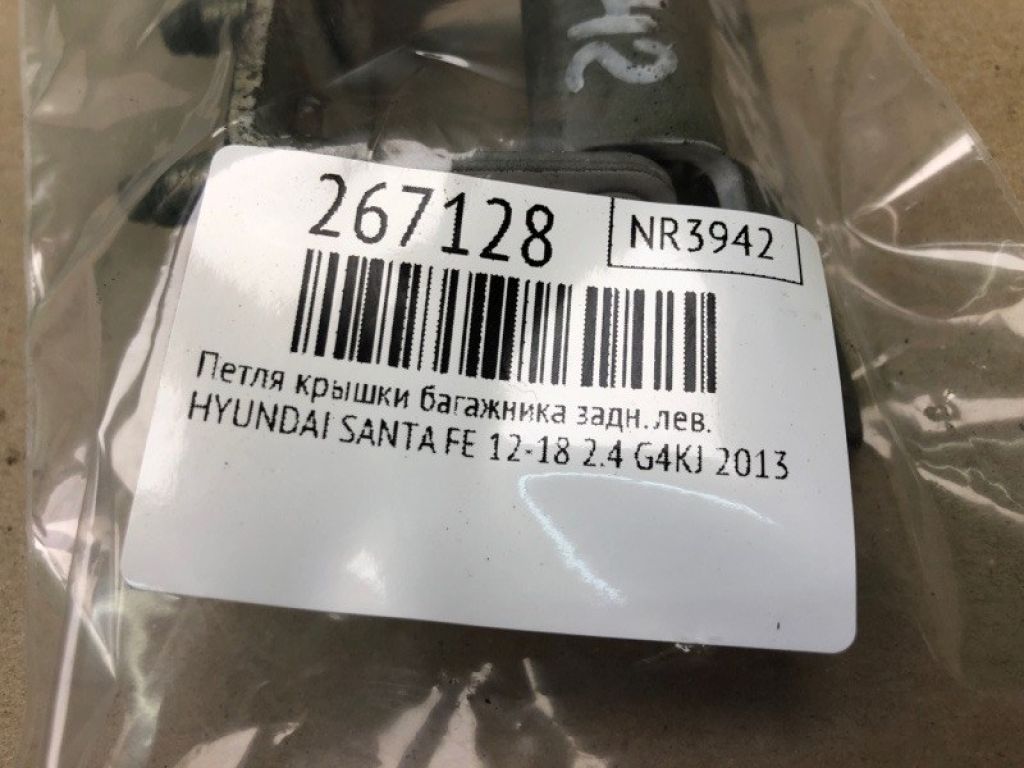 267128
NR3942
Петля крышки багажника задн.лев.
HYUNDAI SANTA FE 12-18 2.4 G4KJ 2013